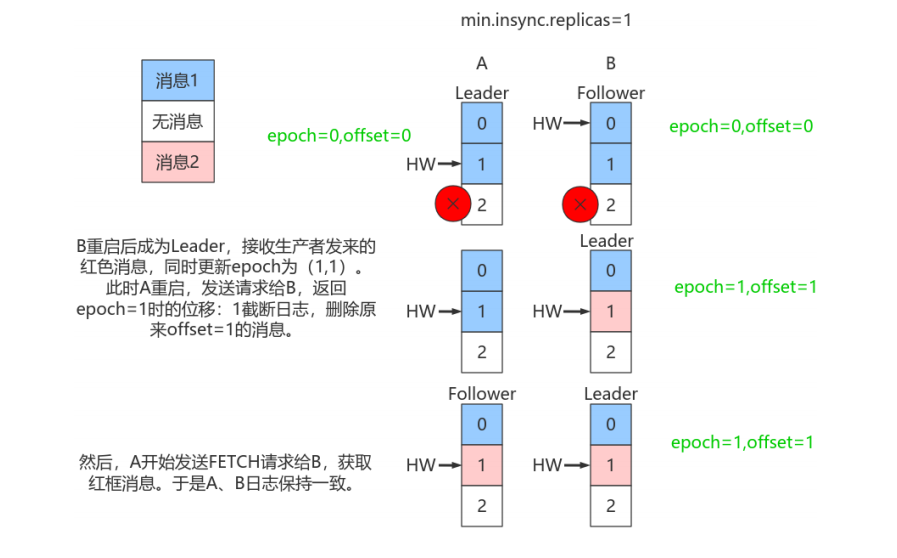 min.insync.replicas=1
消息1
无消息
消息2
A
B
Leader
Follower
epoch=0,offset=0
HW
0
1
2
HW
0
1
2
epoch=0,offset=0
B重启后成为Leader，接收生产者发来的
红色消息，同时更新epoch为（1,1）。
此时A重启，发送请求给B，返回
epoch=1时的位移：1截断日志，删除原
来offset=1的消息。
HW
0
1
2
Leader
HW
0
1
2
epoch=1,offset=1
然后，A开始发送FETCH请求给B，获取
红框消息。于是A、B日志保持一致。
Follower
HW
0
1
2
Leader
HW
0
1
2
epoch=1,offset=1